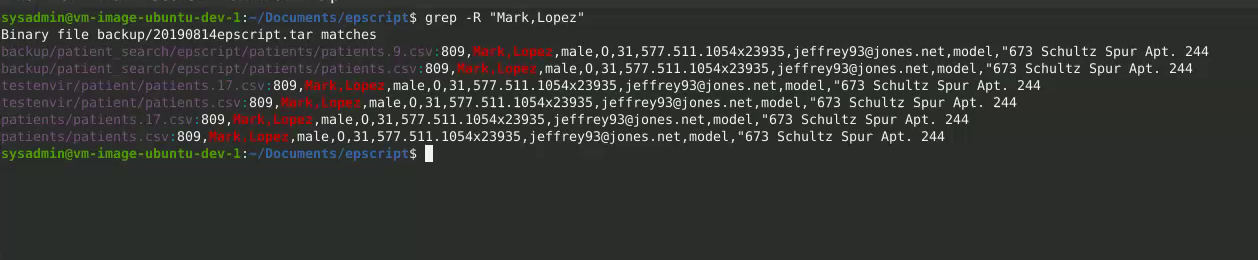 sysadmin@vm-image-ubuntu-dev-1:~/Documents/epscript$ grep -R "Mark,Lopez"
Binary file backup/20190814epscript.tar matches
backup/patient_search/epscript/patients/patients.9.csv:809,Mark,Lopez,male,O,31,577.511.1054x23935,jeffrey93@jones.net,model,"673 Schultz Spur Apt. 244
backup/patient_search/epscript/patients/patients.csv:809,Mark,Lopez,male,O,31,577.511.1054x23935,jeffrey93@jones.net,model,"673 Schultz Spur Apt. 244
testenvir/patient/patients.17.csv:809,Mark,Lopez,male,O,31,577.511.1054x23935,jeffrey93@jones.net,model,"673 Schultz Spur Apt. 244
testenvir/patient/patients.csv:809,Mark,Lopez,male,O,31,577.511.1054x23935,jeffrey93@jones.net,model,"673 Schultz Spur Apt. 244
patients/patients.17.csv:809,Mark,Lopez,male,O,31,577.511.1054x23935,jeffrey93@jones.net,model,"673 Schultz Spur Apt. 244
patients/patients.csv:809,Mark,Lopez,male,O,31,577.511.1054x23935,jeffrey93@jones.net,model,"673 Schultz Spur Apt. 244
sysadmin@vm-image-ubuntu-dev-1:~/Documents/epscript$